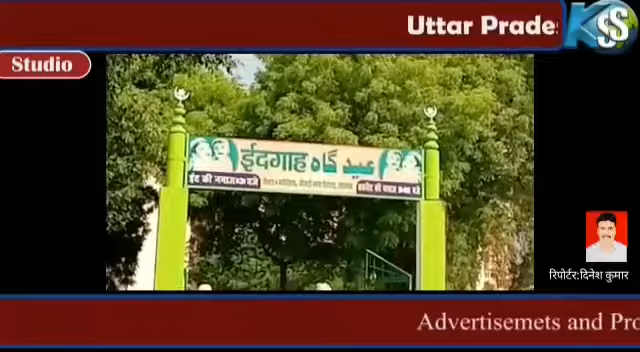 Uttar Prades
KSS
Studio
ईदगाह عید گاہ
ईद की नमाज़
रिपोर्टर:दिनेश कुमार
Advertisemets and Pro